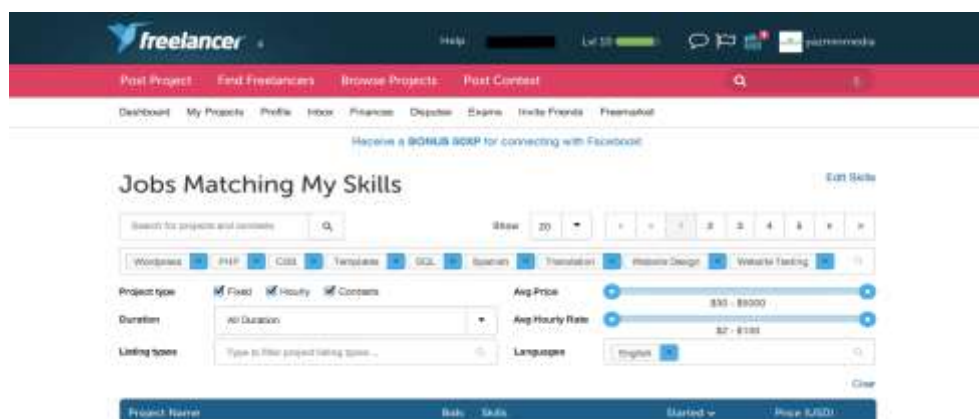 freelancer
Help Lvl 10
Post Project Find Freelancers Browse Projects Post Contest
Dashboard My Projects Profile Inbox Finances Disputes Exams Invite Friends Freemarket
Receive a BONUS 50XP for connecting with Facebook!
Jobs Matching My Skills Edit Skills
Search for projects and contests Show 20 1 2 3 4 5
Wordpress PHP CSS Templates SQL Spanish Translation Website Design Website Testing
Project type Fixed Hourly Contests Avg Price
$30 - $5000
Duration All Duration Avg Hourly Rate
$2 - $100
Listing types Type to filter project listing types ... Languages English
Clear
Project Name Bids Skills Started Price (USD)